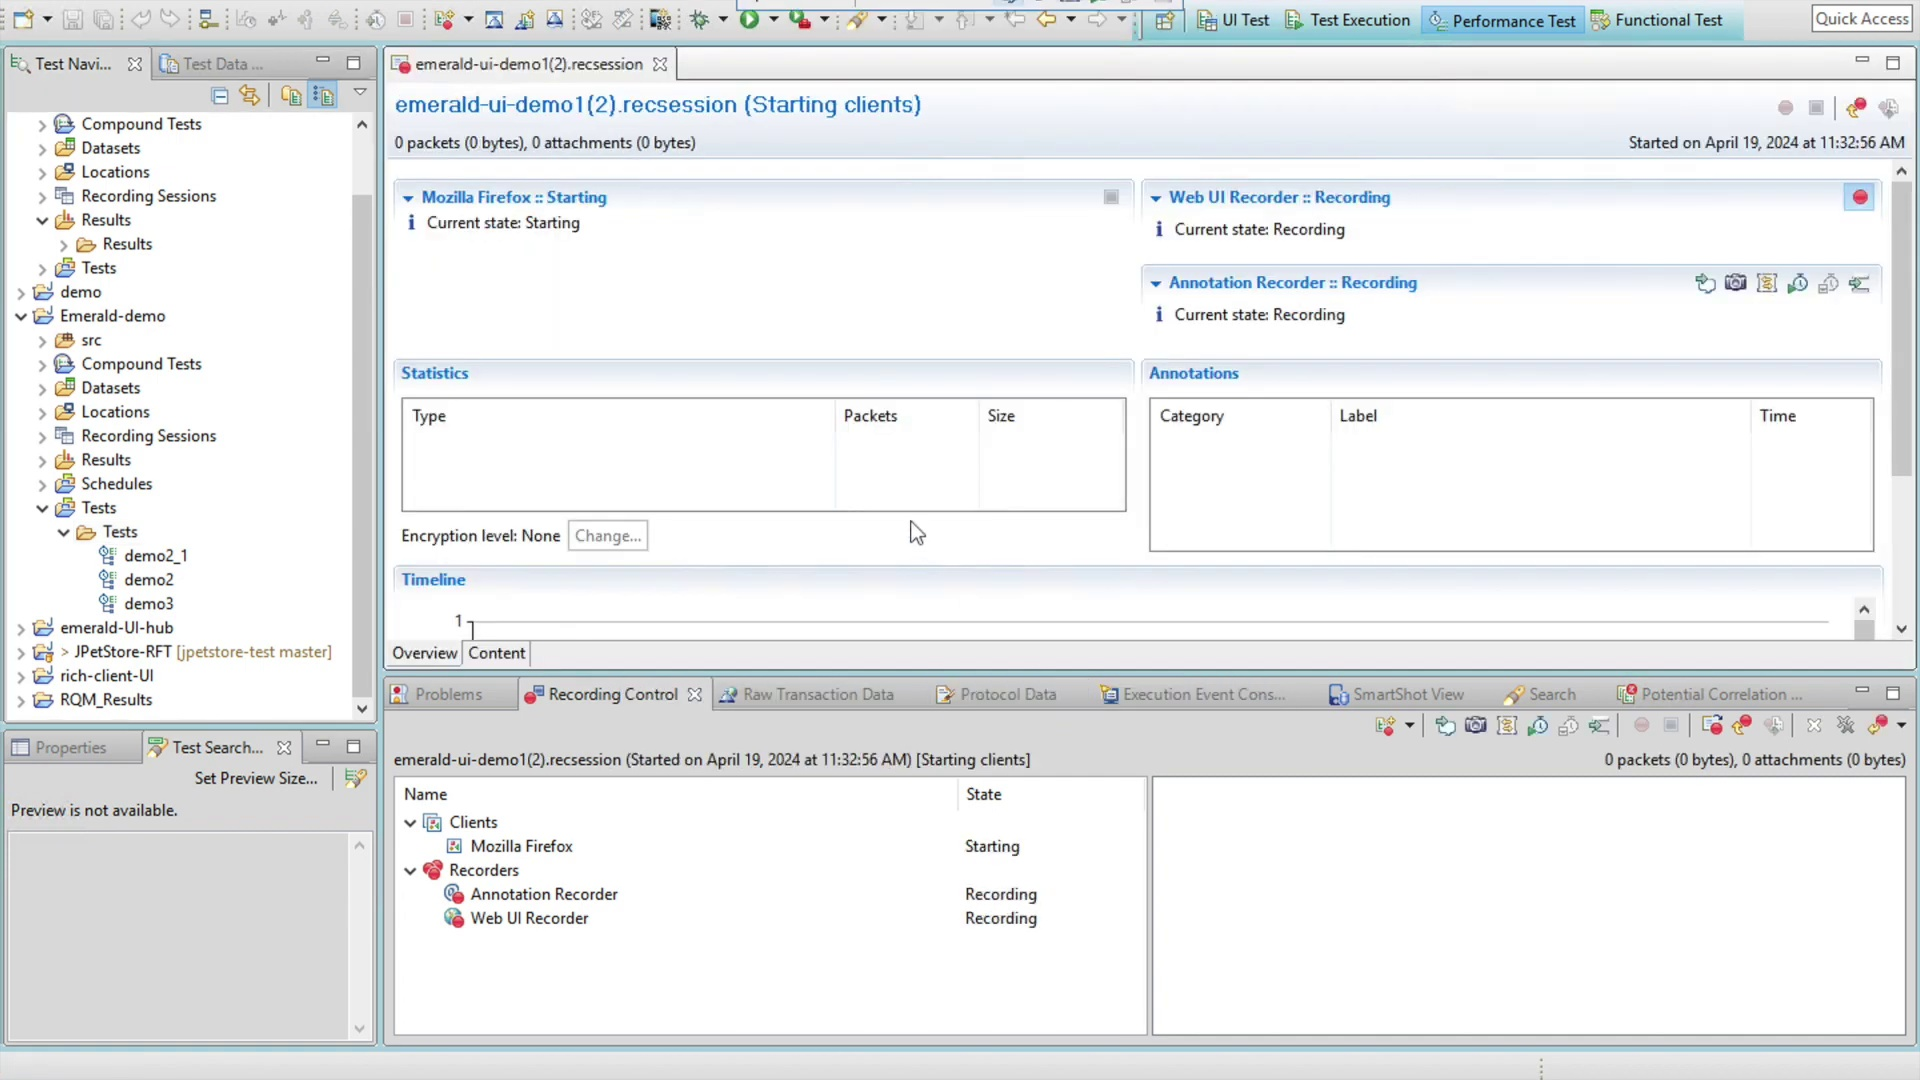 UI Test
Test Execution
Performance Test
Functional Test
Quick Access
Test Navi...
Test Data ...
Compound Tests
Datasets
Locations
Recording Sessions
Results
Results
Tests
demo
Emerald-demo
src
Compound Tests
Datasets
Locations
Recording Sessions
Results
Schedules
Tests
Tests
demo2_1
demo2
demo3
emerald-UI-hub
> JPetStore-RFT [jpetstore-test master]
rich-client-UI
RQM_Results
Properties
Test Search...
Set Preview Size...
Preview is not available.
emerald-ui-demo1(2).recsession
emerald-ui-demo1(2).recsession (Starting clients)
0 packets (0 bytes), 0 attachments (0 bytes)
Started on April 19, 2024 at 11:32:56 AM
Mozilla Firefox :: Starting
Current state: Starting
Web UI Recorder :: Recording
Current state: Recording
Annotation Recorder :: Recording
Current state: Recording
Statistics
Type Packets Size
Encryption level: None Change...
Annotations
Category Label Time
Timeline
1
Overview Content
Problems
Recording Control
Raw Transaction Data
Protocol Data
Execution Event Cons...
SmartShot View
Search
Potential Correlation ...
emerald-ui-demo1(2).recsession (Started on April 19, 2024 at 11:32:56 AM) [Starting clients]
0 packets (0 bytes), 0 attachments (0 bytes)
Name State
Clients
Mozilla Firefox Starting
Recorders
Annotation Recorder Recording
Web UI Recorder Recording